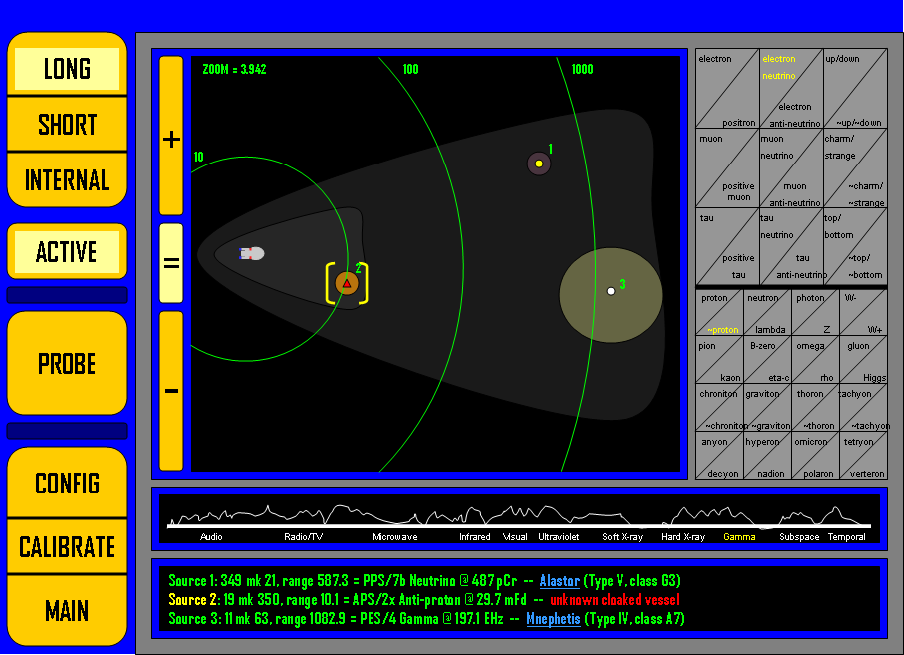 LONG
SHORT
INTERNAL
ACTIVE
PROBE
CONFIG
CALIBRATE
MAIN
+
=
-
ZOOM = 3.942
100
1000
10
1
2
3
electron
positron
electron
neutrino
electron
anti-neutrino
up/down
~up/~down
muon
positive
muon
muon
neutrino
muon
anti-neutrino
charm/
strange
~charm/
~strange
tau
positive
tau
tau
neutrino
tau
anti-neutrino
top/
bottom
~top/
~bottom
proton
~proton
neutron
lambda
photon
Z
W-
W+
pion
kaon
B-zero
eta-c
omega
rho
gluon
Higgs
chroniton
~chroniton
graviton
~graviton
thoron
~thoron
tachyon
~tachyon
anyon
decyon
hyperon
nadion
omicron
polaron
tetryon
verteron
Audio Radio/TV Microwave Infrared Visual Ultraviolet Soft X-ray Hard X-ray Gamma Subspace Temporal
Source 1: 349 mk 21, range 587.3 = PPS/7b Neutrino @ 487 pCr -- Alastor (Type V, class G3)
Source 2: 19 mk 350, range 10.1 = APS/2x Anti-proton @ 29.7 mFd -- unknown cloaked vessel
Source 3: 11 mk 63, range 1082.9 = PES/4 Gamma @ 197.1 EHz -- Mnephetis (Type IV, class A7)